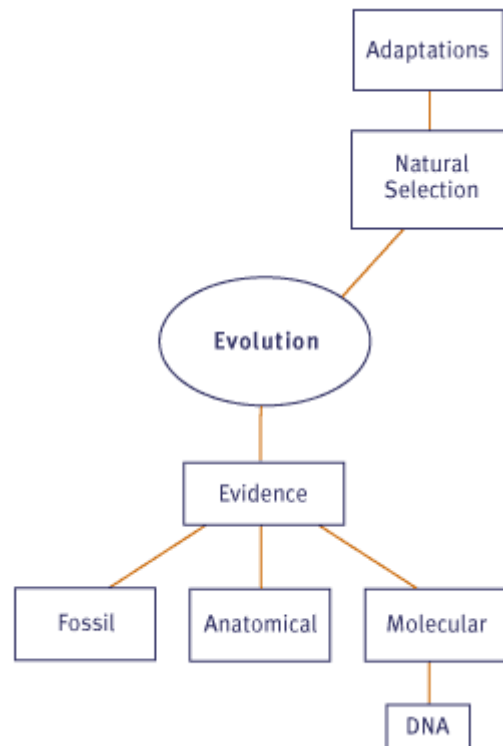 Adaptations
Natural
Selection
Evolution
Evidence
Fossil
Anatomical
Molecular
DNA